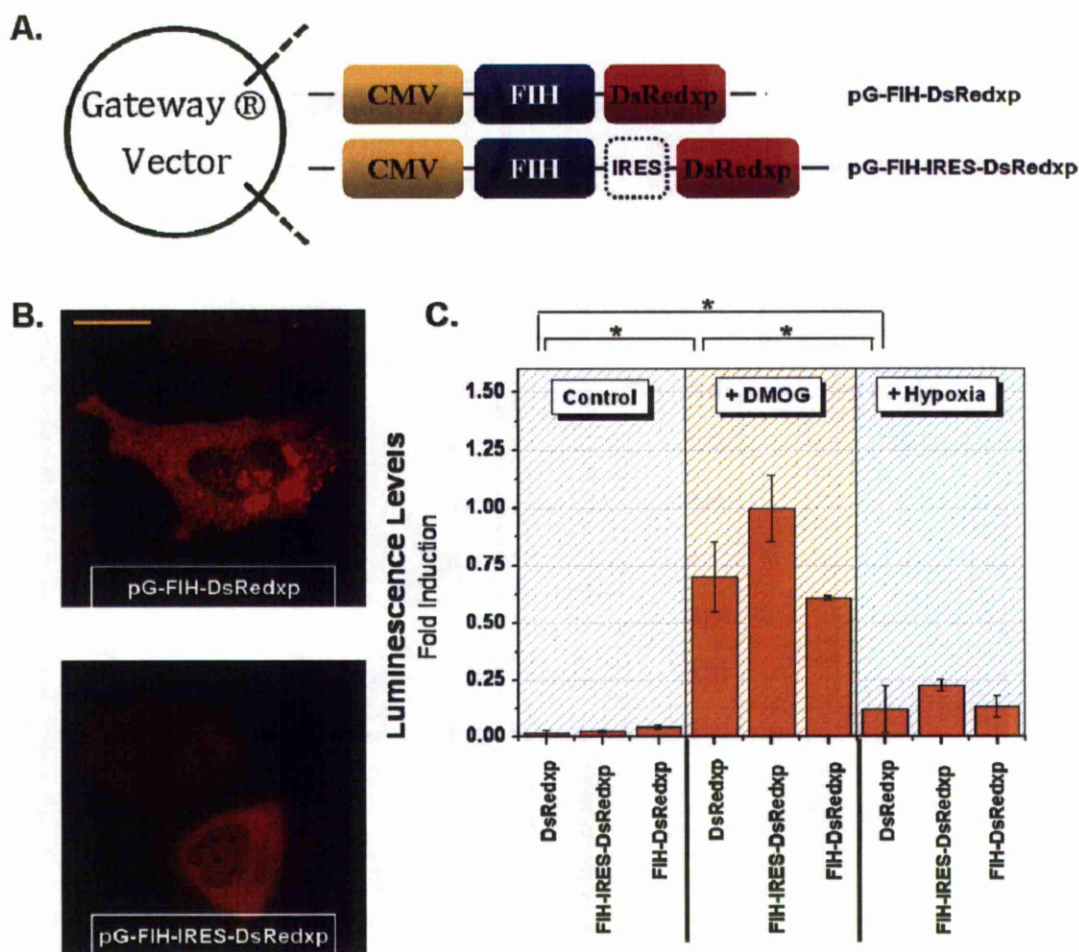 A.
Gateway ®
Vector
CMV FIH DsRedxp pG-FIH-DsRedxp
CMV FIH IRES DsRedxp pG-FIH-IRES-DsRedxp
B.
pG-FIH-DsRedxp
pG-FIH-IRES-DsRedxp
C.
*
* *
Control + DMOG + Hypoxia
Luminescence Levels
Fold Induction
1.50
1.25
1.00
0.75
0.50
0.25
0.00
DsRedxp
FIH-IRES-DsRedxp
FIH-DsRedxp
DsRedxp
FIH-IRES-DsRedxp
FIH-DsRedxp
DsRedxp
FIH-IRES-DsRedxp
FIH-DsRedxp